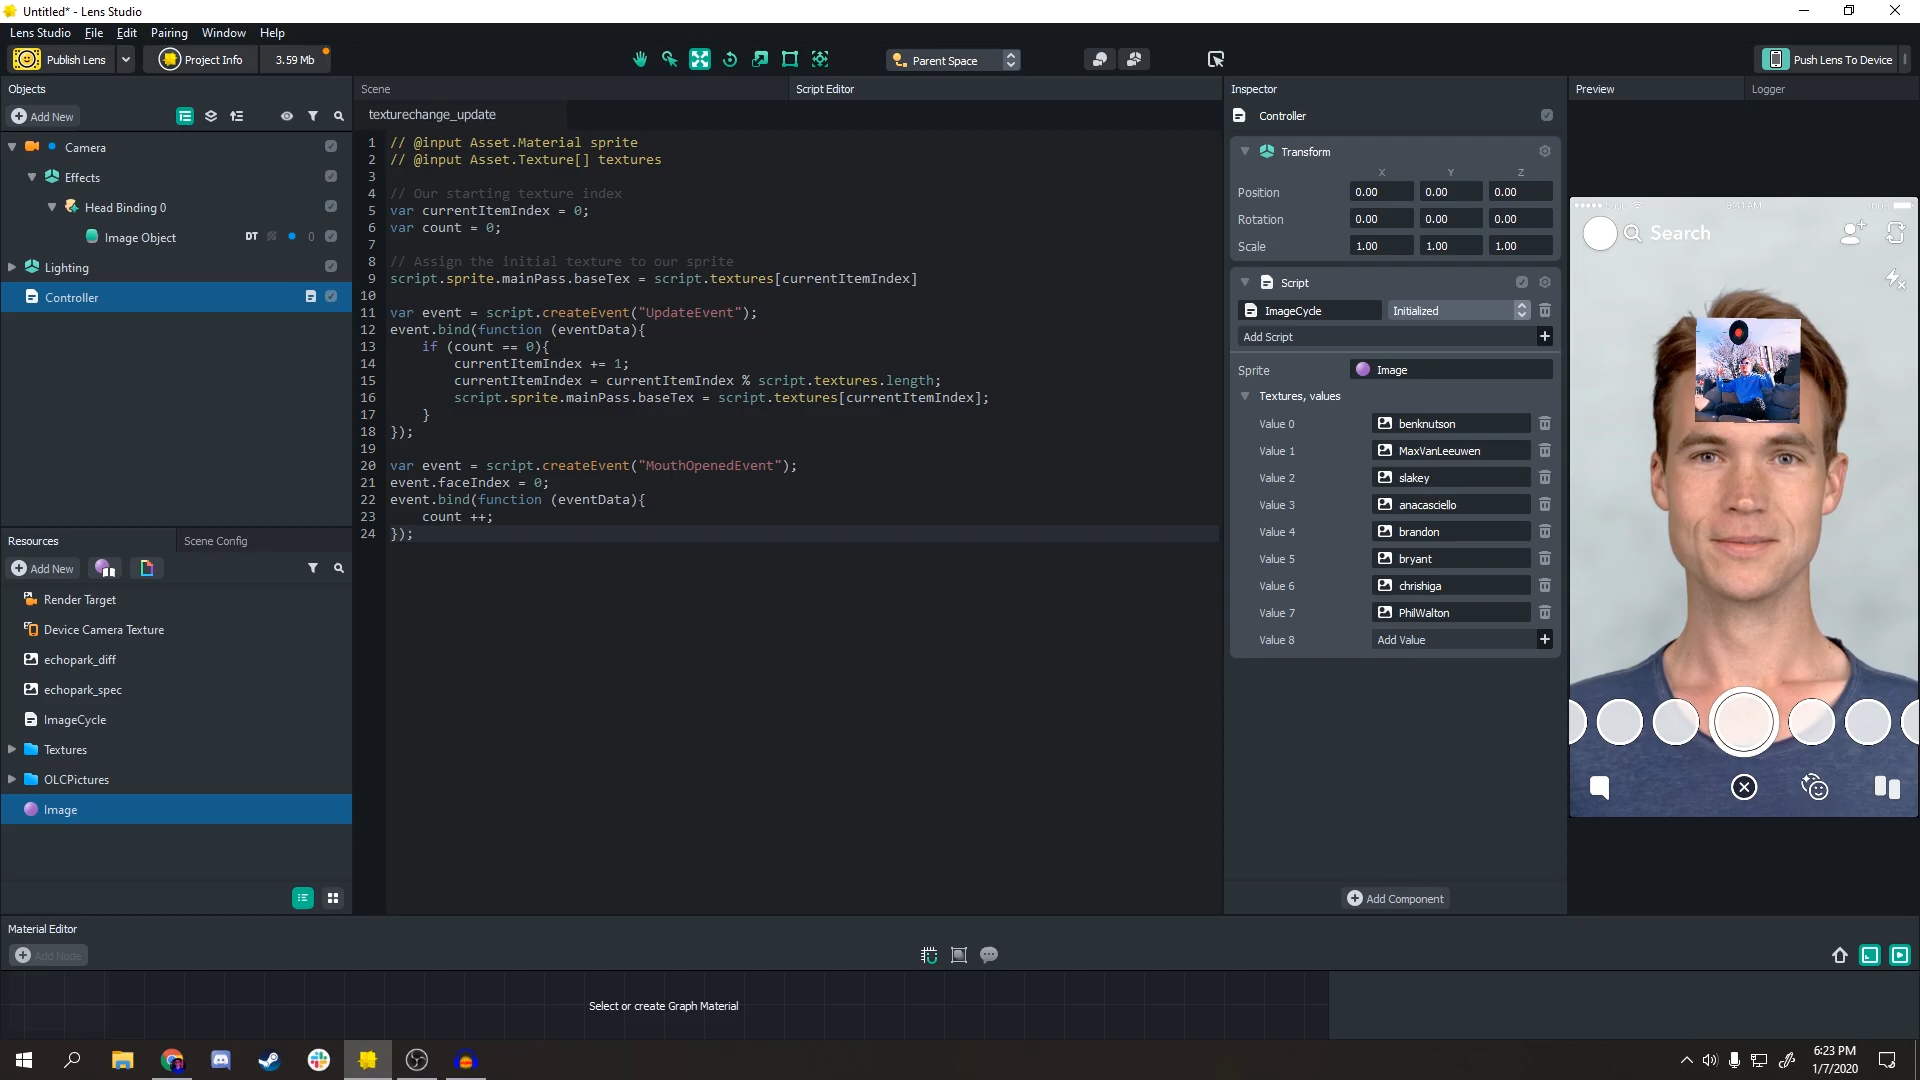 Untitled* - Lens Studio
Lens Studio File Edit Pairing Window Help
Publish Lens Project Info 3.59 Mb Parent Space Push Lens To Device
Objects
Add New
Camera
Effects
Head Binding 0
Image Object DT 0
Lighting
Controller
Resources Scene Config
Add New
Render Target
Device Camera Texture
echopark_diff
echopark_spec
ImageCycle
Textures
OLCPictures
Image
Scene Script Editor
texturechange_update
1 // @input Asset.Material sprite
2 // @input Asset.Texture[] textures
3
4 // Our starting texture index
5 var currentItemIndex = 0;
6 var count = 0;
7
8 // Assign the initial texture to our sprite
9 script.sprite.mainPass.baseTex = script.textures[currentItemIndex]
10
11 var event = script.createEvent("UpdateEvent");
12 event.bind(function (eventData){
13 if (count == 0){
14 currentItemIndex += 1;
15 currentItemIndex = currentItemIndex % script.textures.length;
16 script.sprite.mainPass.baseTex = script.textures[currentItemIndex];
17 }
18 });
19
20 var event = script.createEvent("MouthOpenedEvent");
21 event.faceIndex = 0;
22 event.bind(function (eventData){
23 count ++;
24 });
Inspector
Controller
Transform
X Y Z
Position 0.00 0.00 0.00
Rotation 0.00 0.00 0.00
Scale 1.00 1.00 1.00
Script
ImageCycle Initialized
Add Script
Sprite Image
Textures, values
Value 0 benknutson
Value 1 MaxVanLeeuwen
Value 2 slakey
Value 3 anacasciello
Value 4 brandon
Value 5 bryant
Value 6 chrishiga
Value 7 PhilWalton
Value 8 Add Value
Add Component
Preview Logger
9:41 AM
Search
Material Editor
Add Node
Select or create Graph Material
6:23 PM
1/7/2020